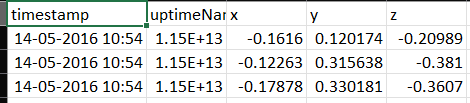 timestamp uptimeNar x y z
14-05-2016 10:54 1.15E+13 -0.1616 0.120174 -0.20989
14-05-2016 10:54 1.15E+13 -0.12263 0.315638 -0.381
14-05-2016 10:54 1.15E+13 -0.17878 0.330181 -0.3607